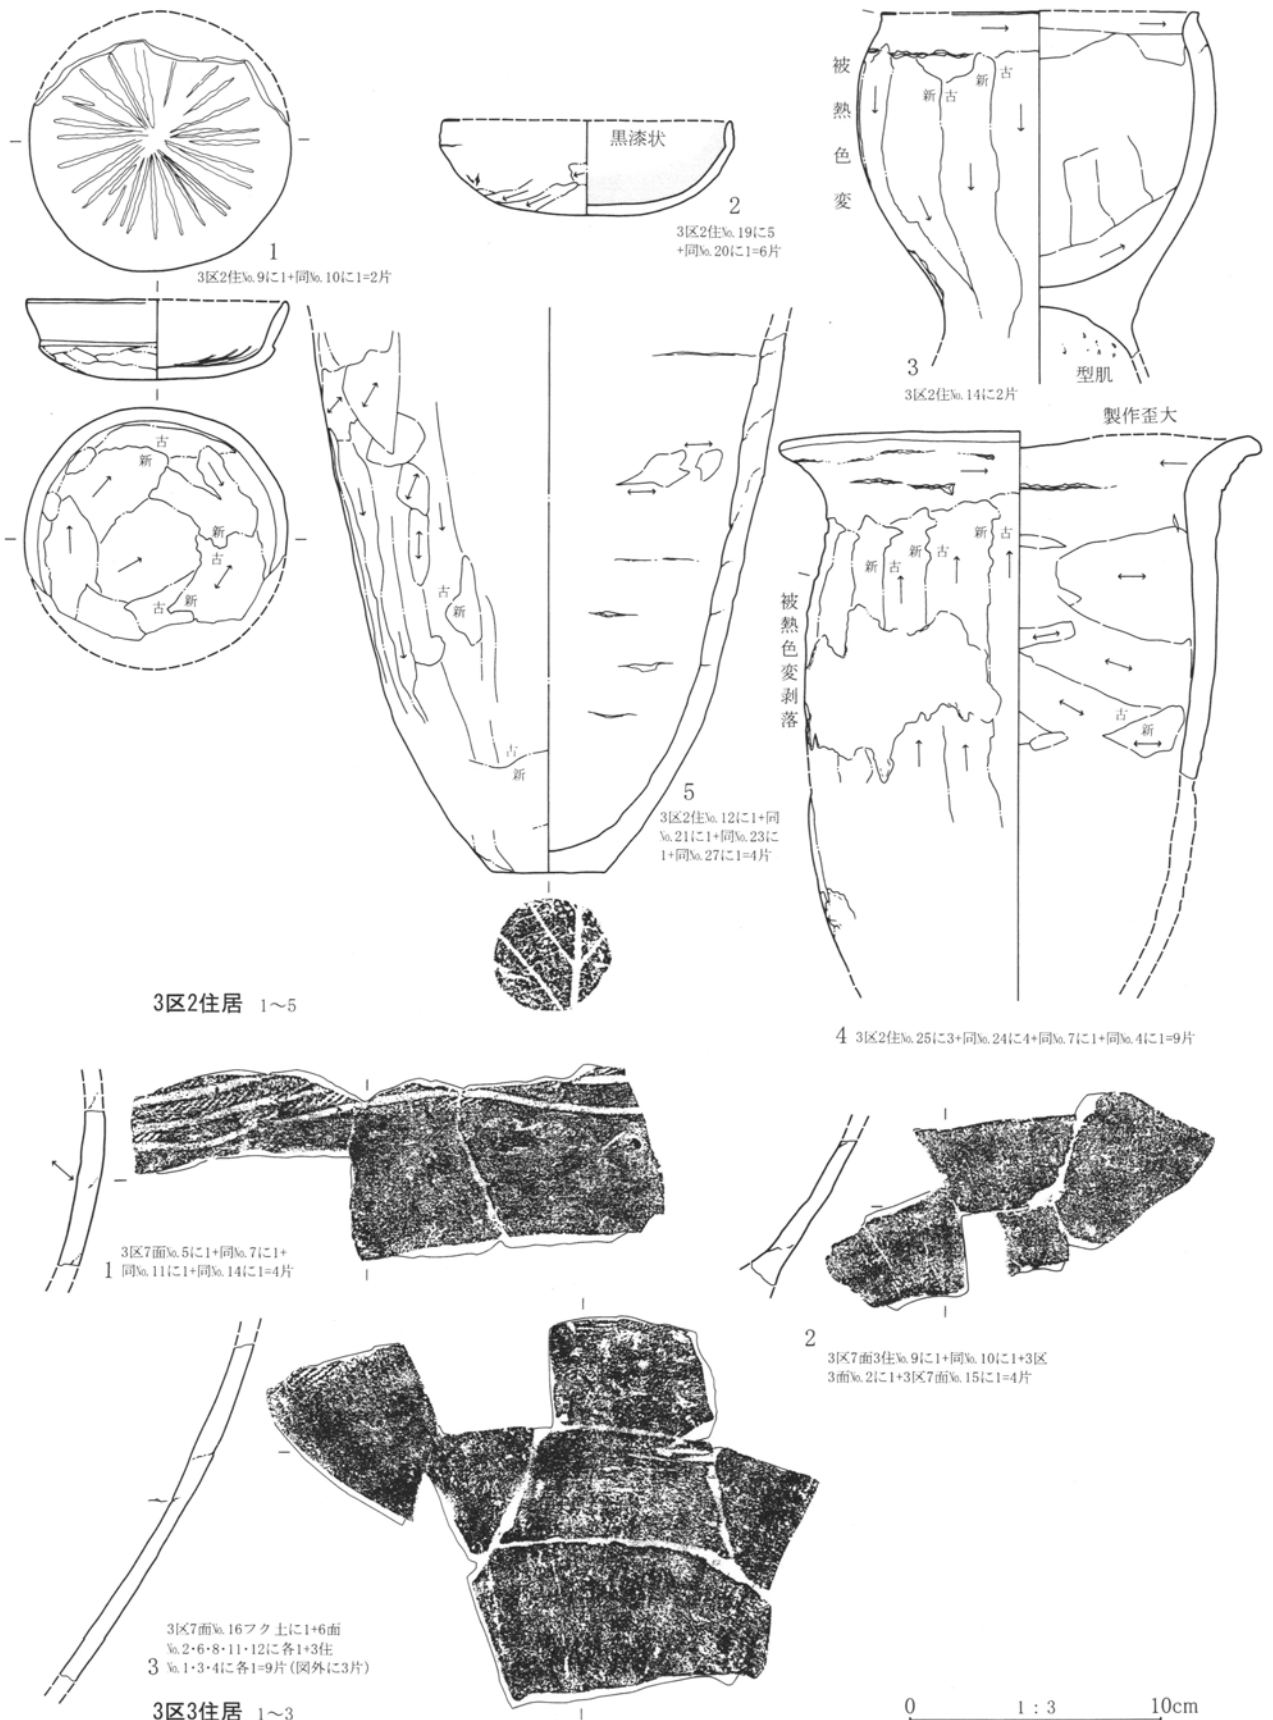 1
3区2住№9に1+同№10に1=2片
古
新
新
古
古
新
黒漆状
2
3区2住№19に5
+同№20に1=6片
被熱色変
新
古
新
古
型肌
3
3区2住№14に2片
古
新
古
新
5
3区2住№12に1+同
№21に1+同№23に
1+同№27に1=4片
製作歪大
被熱色変剥落
新
古
新
古
新
古
古
新
4 3区2住№25に3+同№24に4+同№7に1+同№4に1=9片
3区2住居 1〜5
1
3区7面№5に1+同№7に1+
同№11に1+同№14に1=4片
2
3区7面3住№9に1+同№10に1+3区
3面№2に1+3区7面№15に1=4片
3
3区7面№16フク土に1+6面
№2・6・8・11・12に各1+3住
№1・3・4に各1=9片(図外に3片)
3区3住居 1〜3
0 1:3 10cm